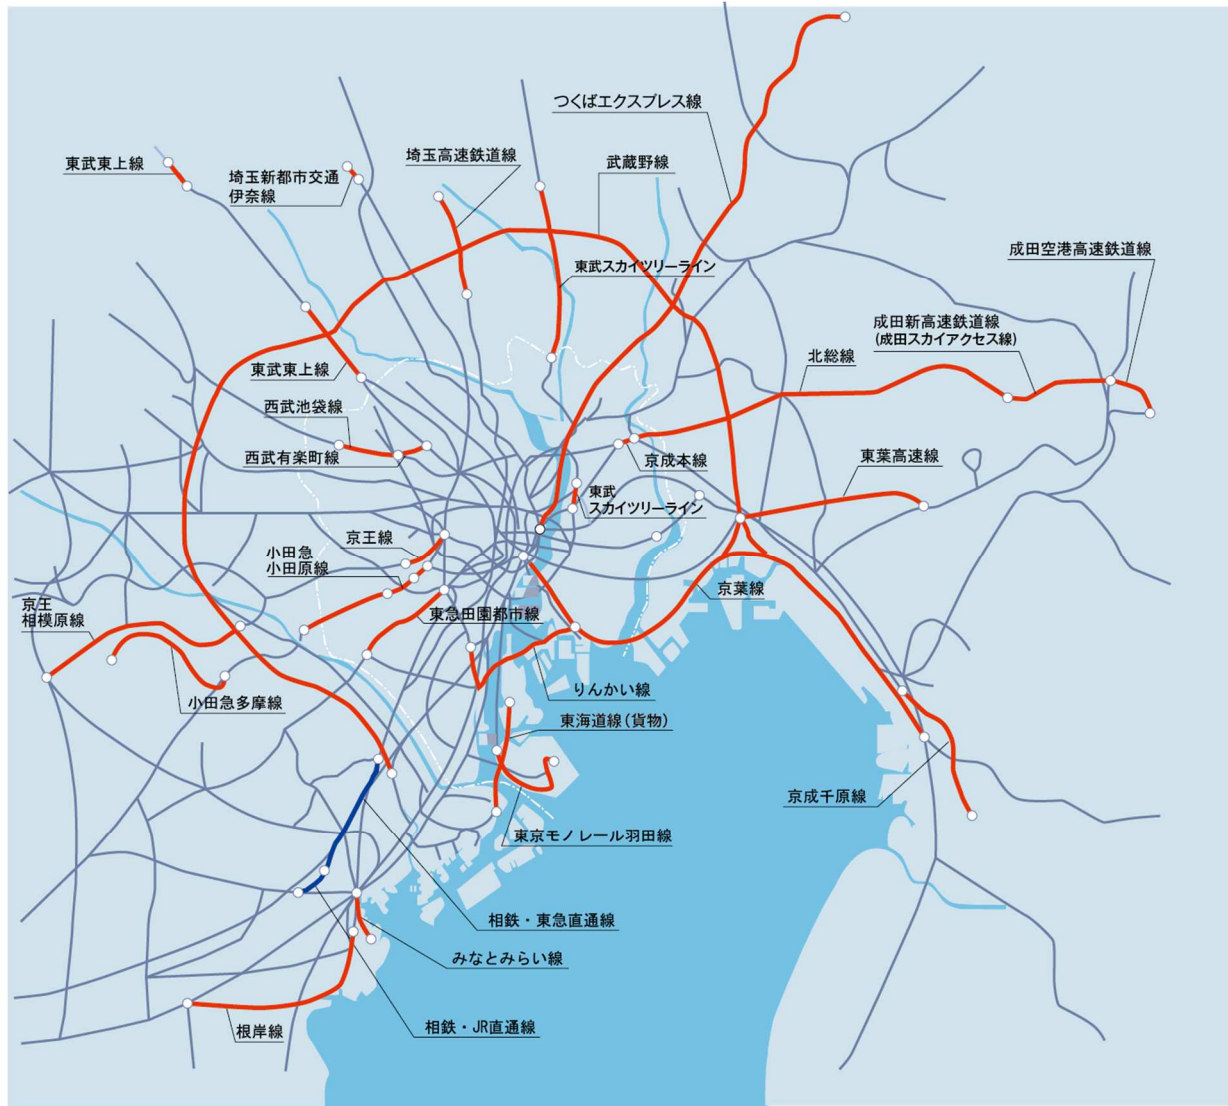 つくばエクスプレス線
埼玉高速鉄道線
武蔵野線
東武東上線
埼玉新都市交通
伊奈線
成田空港高速鉄道線
東武スカイツリーライン
成田新高速鉄道線
(成田スカイアクセス線)
北総線
東武東上線
西武池袋線
西武有楽町線
京成本線
東葉高速線
東武
スカイツリーライン
京王線
小田急
小田原線
京葉線
京王
相模原線
東急田園都市線
りんかい線
小田急多摩線
東海道線(貨物)
京成千原線
東京モノレール羽田線
相鉄・東急直通線
みなとみらい線
相鉄・JR直通線
根岸線